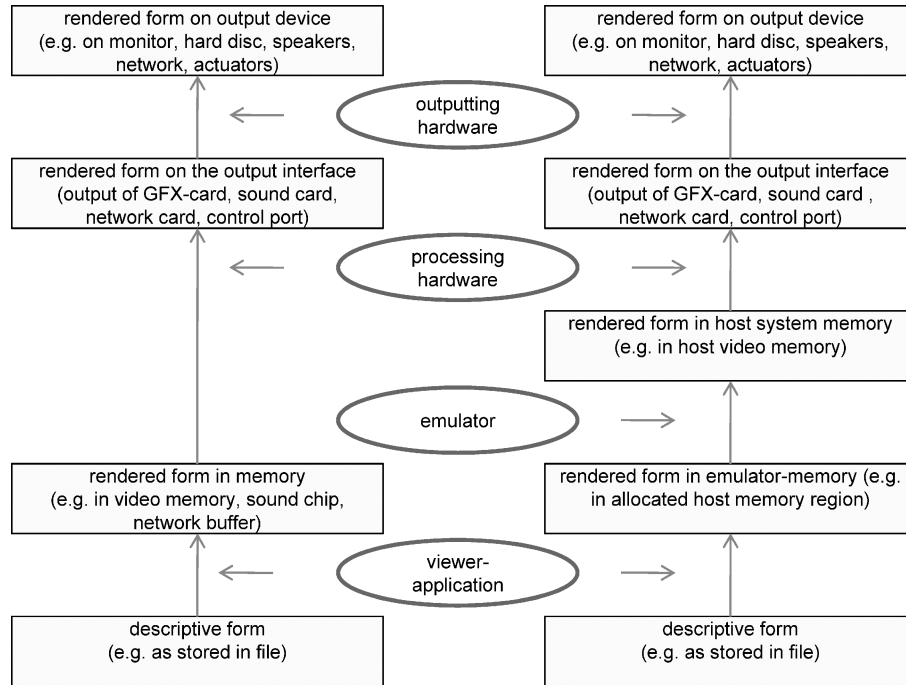 rendered form on output device
(e.g. on monitor, hard disc, speakers,
network, actuators)
rendered form on output device
(e.g. on monitor, hard disc, speakers,
network, actuators)
outputting
hardware
rendered form on the output interface
(output of GFX-card, sound card,
network card, control port)
rendered form on the output interface
(output of GFX-card, sound card ,
network card, control port)
processing
hardware
rendered form in host system memory
(e.g. in host video memory)
emulator
rendered form in memory
(e.g. in video memory, sound chip,
network buffer)
rendered form in emulator-memory (e.g.
in allocated host memory region)
viewer-
application
descriptive form
(e.g. as stored in file)
descriptive form
(e.g. as stored in file)